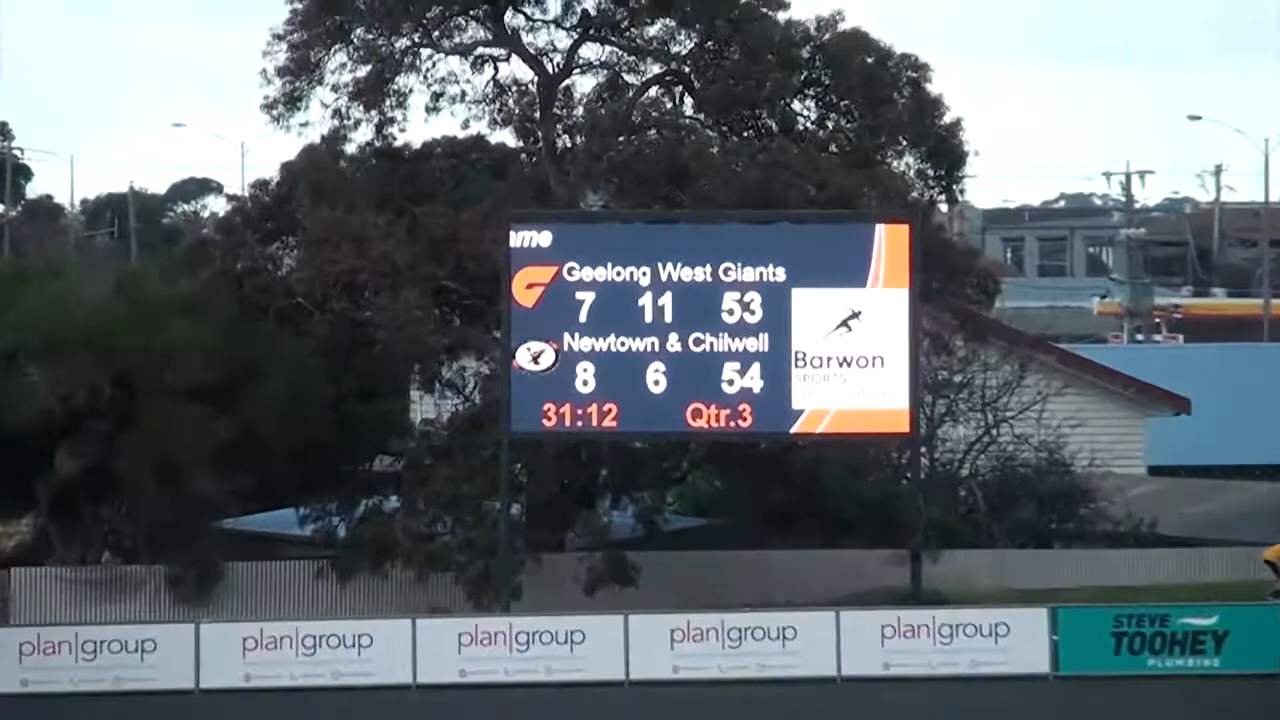 ame
Geelong West Giants
7 11 53
Newtown & Chilwell
8 6 54
31:12 Qtr.3
Barwon
SPORTS
plan|group
plan|group
plan|group
plan|group
plan|group
STEVE
TOOHEY
PLUMBING